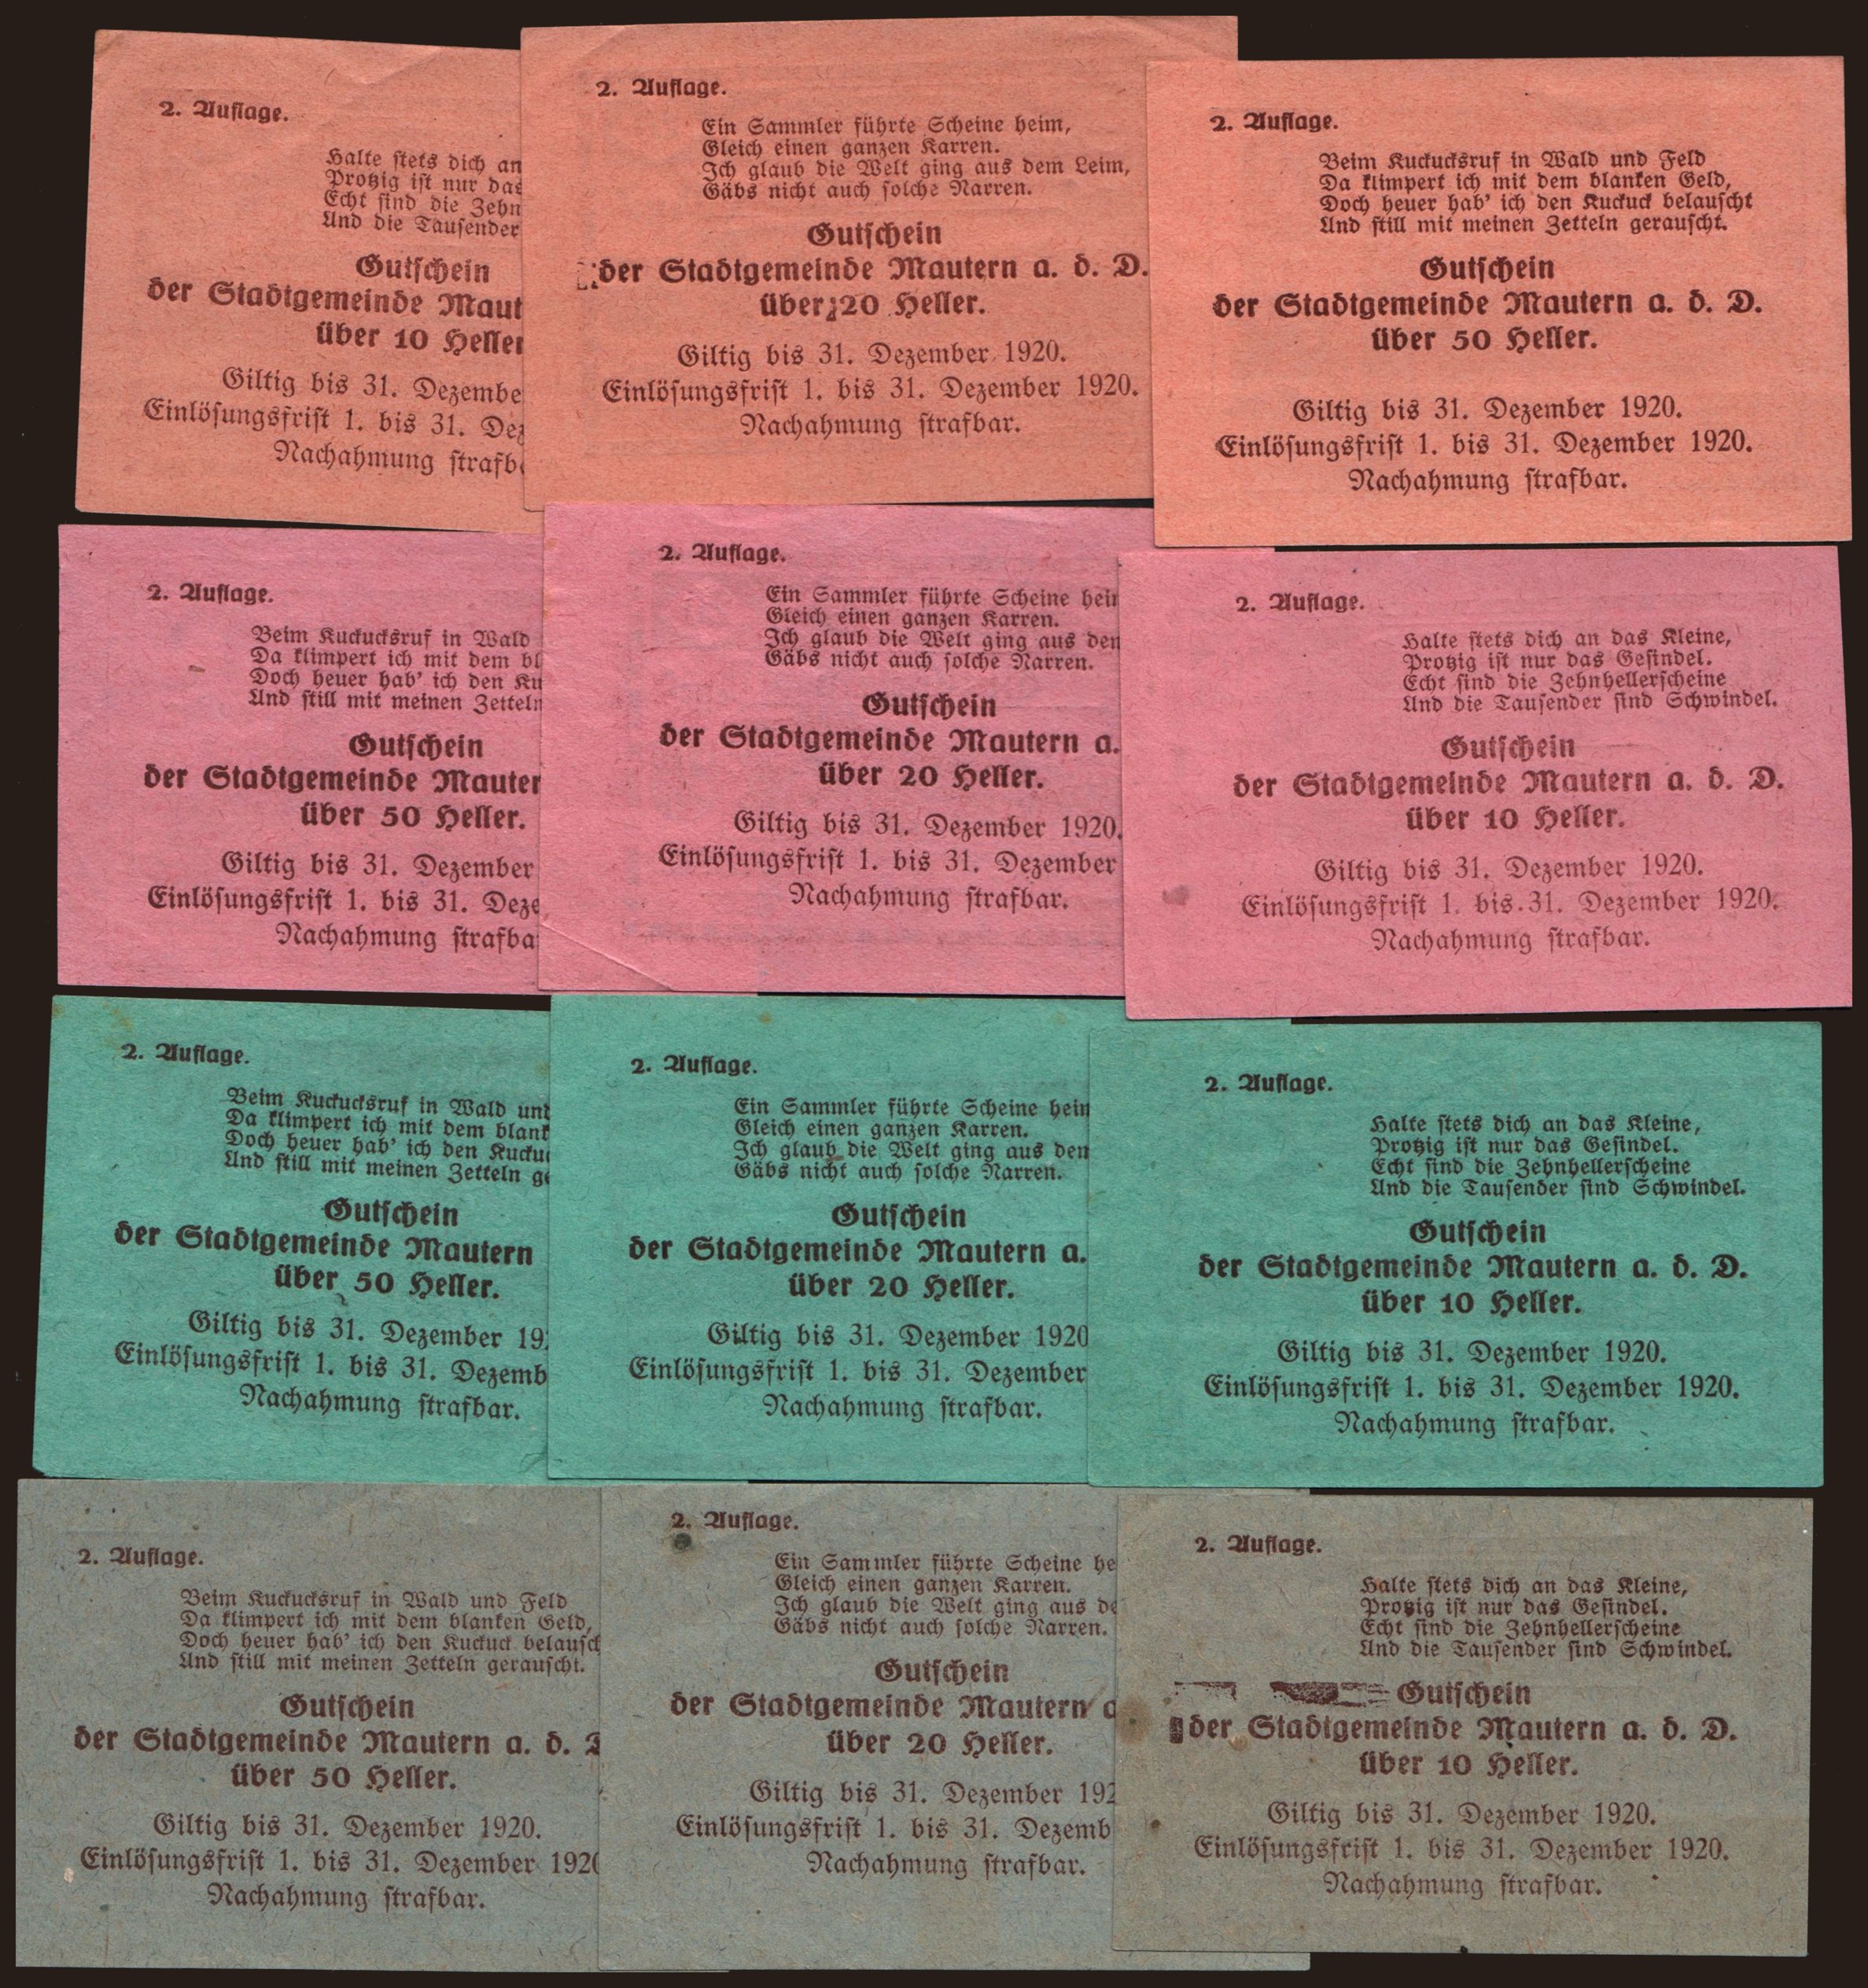 2. Auflage.
Halte stets dich an
Protzig ist nur das
Echt sind die Zehn
Und die Tausender
Gutschein
der Stadtgemeinde Maut
über 10 Heller
Giltig bis 31. Dezembe
Einlösungsfrist 1. bis 31. Dez
Nachahmung strafb
2. Auflage.
Ein Sammler führte Scheine heim,
Gleich einen ganzen Karren.
Ich glaub die Welt ging aus dem Leim,
Gäbs nicht auch solche Narren.
Gutschein
der Stadtgemeinde Mautern a. d. D.
über 20 Heller.
Giltig bis 31. Dezember 1920.
Einlösungsfrist 1. bis 31. Dezember 1920.
Nachahmung strafbar.
2. Auflage.
Beim Kuckucksruf in Wald und Feld
Da klimpert ich mit dem blanken Geld,
Doch heuer hab' ich den Kuckuck belauscht
Und still mit meinen Zetteln gerauscht.
Gutschein
der Stadtgemeinde Mautern a. d. D.
über 50 Heller.
Giltig bis 31. Dezember 1920.
Einlösungsfrist 1. bis 31. Dezember 1920.
Nachahmung strafbar.
2. Auflage.
Beim Kuckucksruf in Wald
Da klimpert ich mit dem bl
Doch heuer hab' ich den Ku
Und still mit meinen Zetteln
Gutschein
der Stadtgemeinde Mauter
über 50 Heller.
Giltig bis 31. Dezember
Einlösungsfrist 1. bis 31. Deze
Nachahmung strafba
2. Auflage.
Ein Sammler führte Scheine hei
Gleich einen ganzen Karren.
Ich glaub die Welt ging aus den
Gäbs nicht auch solche Narren.
Gutschein
der Stadtgemeinde Mautern a.
über 20 Heller.
Giltig bis 31. Dezember 1920.
Einlösungsfrist 1. bis 31. Dezember
Nachahmung strafbar.
2. Auflage.
Halte stets dich an das Kleine,
Protzig ist nur das Gesindel.
Echt sind die Zehnhellerscheine
Und die Tausender sind Schwindel.
Gutschein
der Stadtgemeinde Mautern a. d. D.
über 10 Heller.
Giltig bis 31. Dezember 1920.
Einlösungsfrist 1. bis 31. Dezember 1920.
Nachahmung strafbar.
2. Auflage.
Beim Kuckucksruf in Wald und
Da klimpert ich mit dem blank
Doch heuer hab' ich den Kucku
Und still mit meinen Zetteln ge
Gutschein
der Stadtgemeinde Mautern
über 50 Heller.
Giltig bis 31. Dezember 19
Einlösungsfrist 1. bis 31. Dezemb
Nachahmung strafbar.
2. Auflage.
Ein Sammler führte Scheine hein
Gleich einen ganzen Karren.
Ich glaub die Welt ging aus den
Gäbs nicht auch solche Narren.
Gutschein
der Stadtgemeinde Mautern a.
über 20 Heller.
Giltig bis 31. Dezember 1920
Einlösungsfrist 1. bis 31. Dezember
Nachahmung strafbar.
2. Auflage.
Halte stets dich an das Kleine,
Protzig ist nur das Gesindel.
Echt sind die Zehnhellerscheine
Und die Tausender sind Schwindel.
Gutschein
der Stadtgemeinde Mautern a. d. D.
über 10 Heller.
Giltig bis 31. Dezember 1920.
Einlösungsfrist 1. bis 31. Dezember 1920.
Nachahmung strafbar.
2. Auflage.
Beim Kuckucksruf in Wald und Feld
Da klimpert ich mit dem blanken Geld,
Doch heuer hab' ich den Kuckuck belausch
Und still mit meinen Zetteln gerauscht.
Gutschein
der Stadtgemeinde Mautern a. d.
über 50 Heller.
Giltig bis 31. Dezember 1920.
Einlösungsfrist 1. bis 31. Dezember 192
Nachahmung strafbar.
2. Auflage.
Ein Sammler führte Scheine he
Gleich einen ganzen Karren.
Ich glaub die Welt ging aus de
Gäbs nicht auch solche Narren.
Gutschein
der Stadtgemeinde Mautern a
über 20 Heller.
Giltig bis 31. Dezember 192
Einlösungsfrist 1. bis 31. Dezemb
Nachahmung strafbar.
2. Auflage.
Halte stets dich an das Kleine,
Protzig ist nur das Gesindel.
Echt sind die Zehnhellerscheine
Und die Tausender sind Schwindel.
Gutschein
der Stadtgemeinde Mautern a. d. D.
über 10 Heller.
Giltig bis 31. Dezember 1920.
Einlösungsfrist 1. bis 31. Dezember 1920.
Nachahmung strafbar.